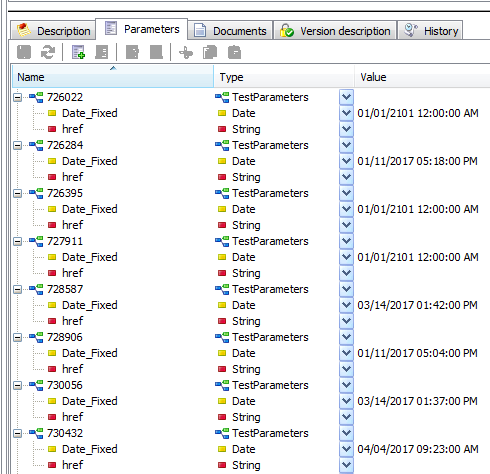 Description Parameters Documents Version description History
Name Type Value
726022 TestParameters
Date_Fixed Date 01/01/2101 12:00:00 AM
href String
726284 TestParameters
Date_Fixed Date 01/11/2017 05:18:00 PM
href String
726395 TestParameters
Date_Fixed Date 01/01/2101 12:00:00 AM
href String
727911 TestParameters
Date_Fixed Date 01/01/2101 12:00:00 AM
href String
728587 TestParameters
Date_Fixed Date 03/14/2017 01:42:00 PM
href String
728906 TestParameters
Date_Fixed Date 01/11/2017 05:04:00 PM
href String
730056 TestParameters
Date_Fixed Date 03/14/2017 01:37:00 PM
href String
730432 TestParameters
Date_Fixed Date 04/04/2017 09:23:00 AM
href String